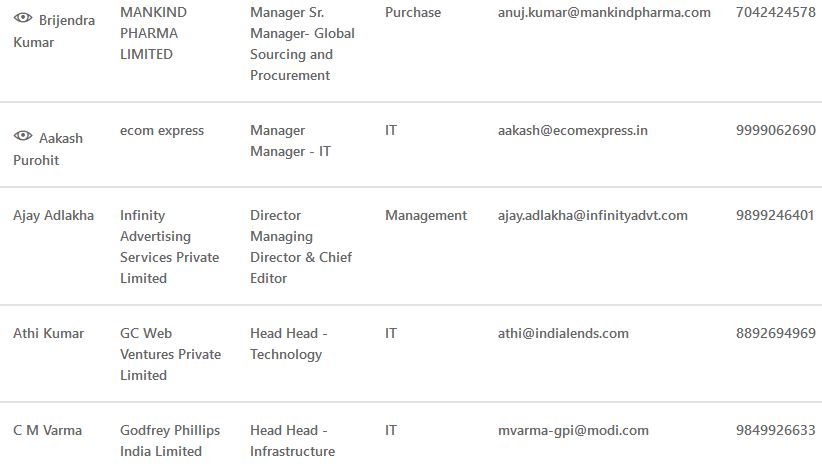 Brijendra Kumar MANKIND PHARMA LIMITED Manager Sr. Manager- Global Sourcing and Procurement Purchase anuj.kumar@mankindpharma.com 7042424578
Aakash Purohit ecom express Manager Manager - IT IT aakash@ecomexpress.in 9999062690
Ajay Adlakha Infinity Advertising Services Private Limited Director Managing Director & Chief Editor Management ajay.adlakha@infinityadvt.com 9899246401
Athi Kumar GC Web Ventures Private Limited Head Head - Technology IT athi@indialends.com 8892694969
C M Varma Godfrey Phillips India Limited Head Head - Infrastructure IT mvarma-gpi@modi.com 9849926633